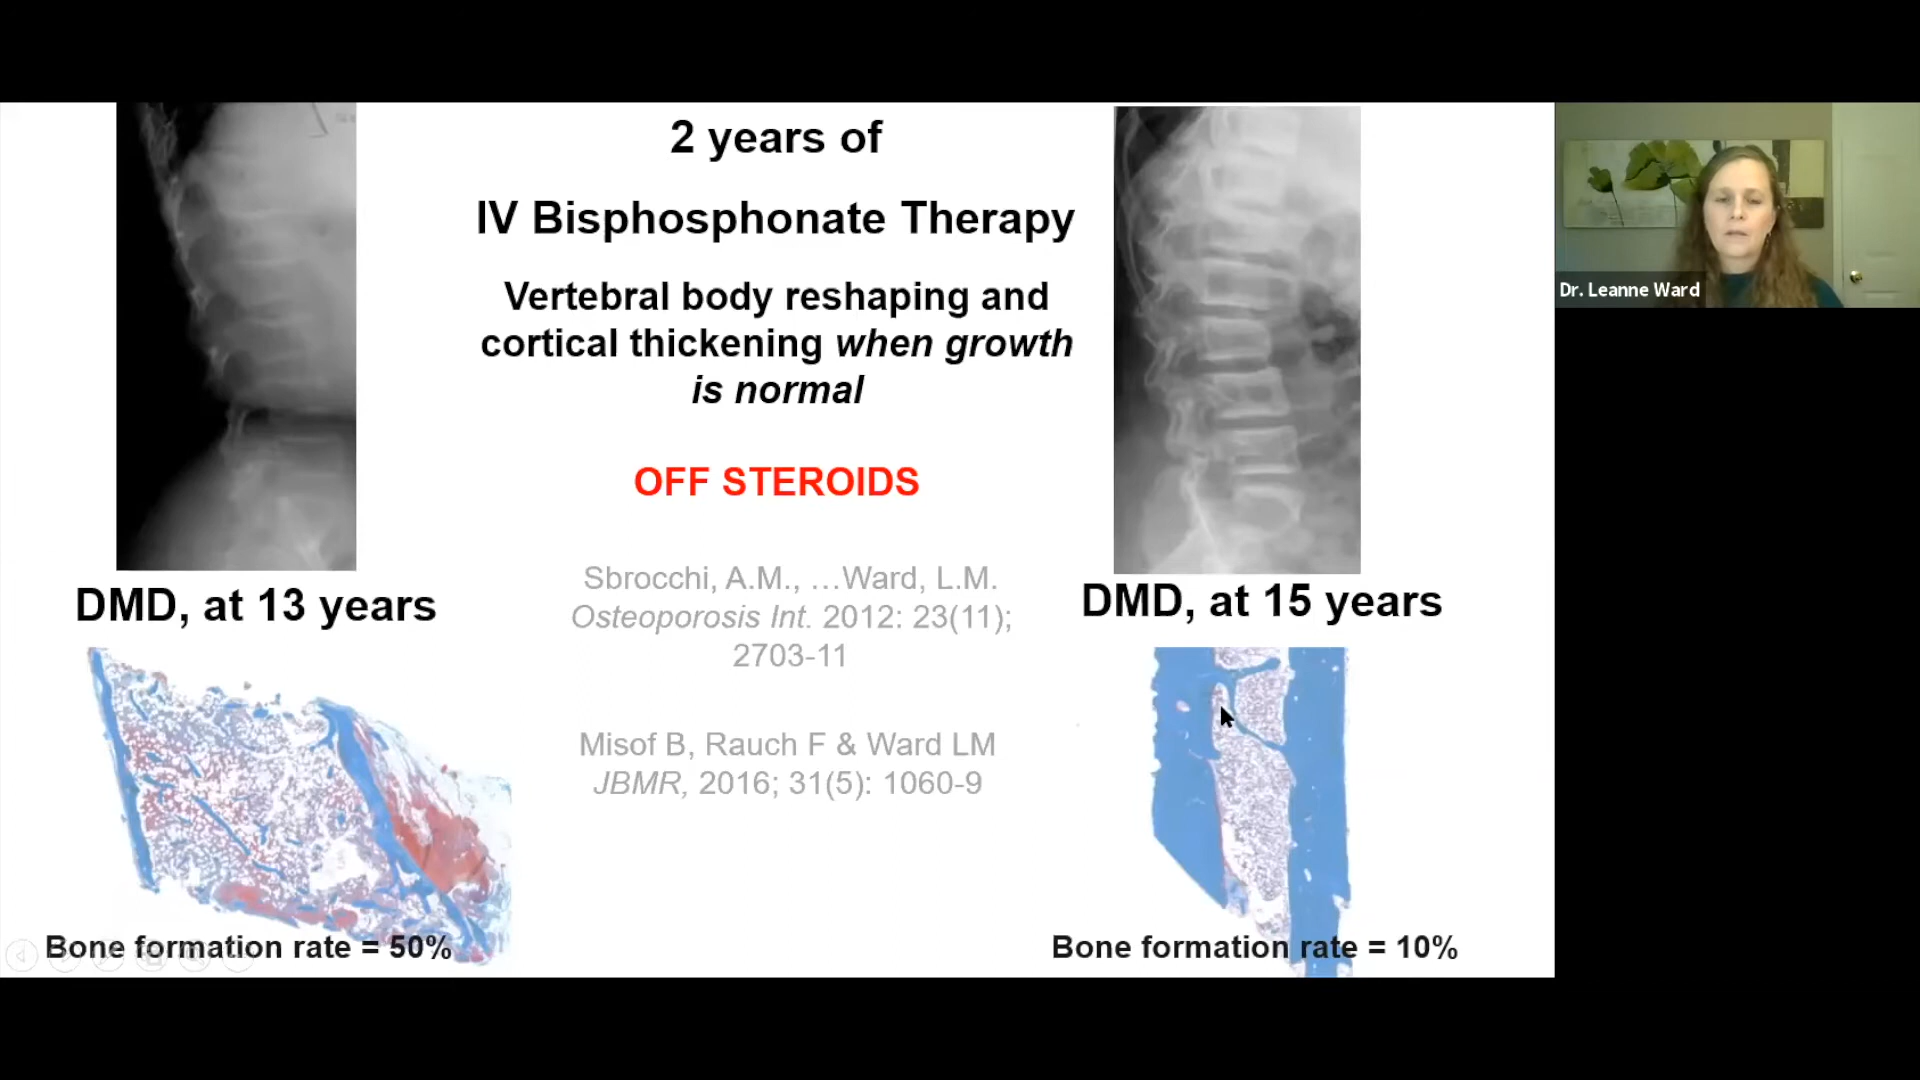 2 years of
IV Bisphosphonate Therapy
Vertebral body reshaping and
cortical thickening when growth
is normal
OFF STEROIDS
Sbrocchi, A.M., …Ward, L.M.
Osteoporosis Int. 2012: 23(11);
2703-11
Misof B, Rauch F & Ward LM
JBMR, 2016; 31(5): 1060-9
DMD, at 13 years
Bone formation rate = 50%
DMD, at 15 years
Bone formation rate = 10%
Dr. Leanne Ward